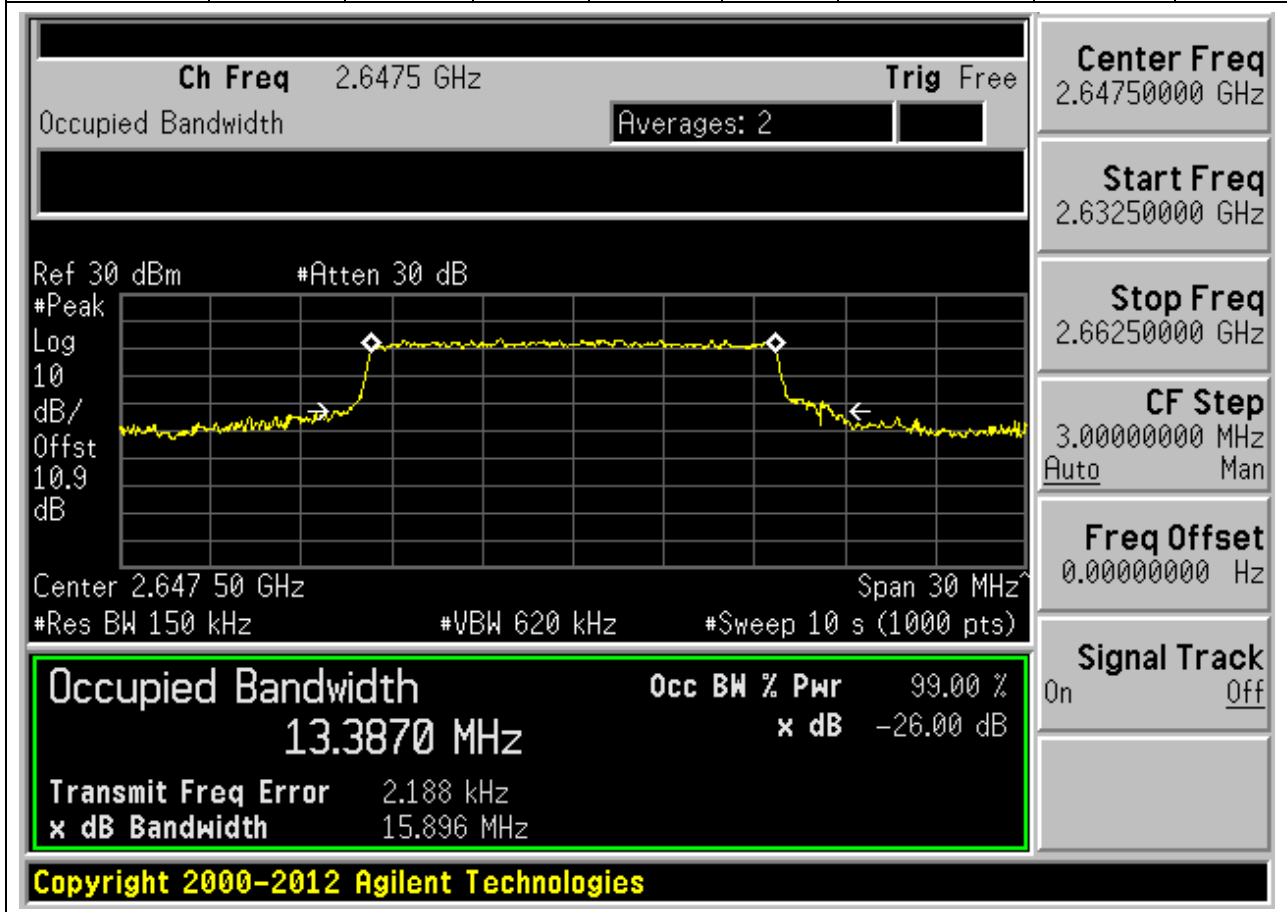 Ch Freq 2.6475 GHz Trig Free
Occupied Bandwidth Averages: 2
Ref 30 dBm #Atten 30 dB
#Peak
Log
10
dB/
Offst
10.9
dB
Center 2.647 50 GHz Span 30 MHz^
#Res BW 150 kHz #VBW 620 kHz #Sweep 10 s (1000 pts)
Occupied Bandwidth Occ BW % Pwr 99.00 %
13.3870 MHz x dB -26.00 dB
Transmit Freq Error 2.188 kHz
x dB Bandwidth 15.896 MHz
Copyright 2000-2012 Agilent Technologies
Center Freq
2.64750000 GHz
Start Freq
2.63250000 GHz
Stop Freq
2.66250000 GHz
CF Step
3.00000000 MHz
Auto Man
Freq Offset
0.00000000 Hz
Signal Track
On Off